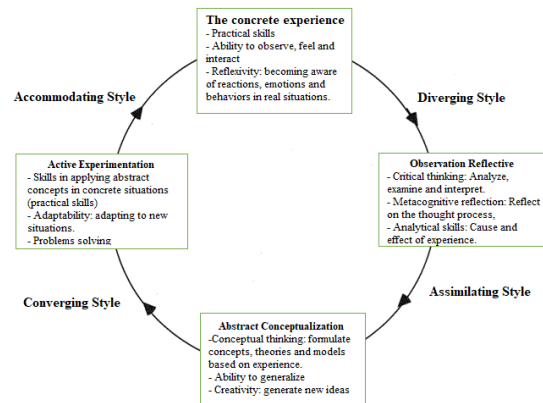 The concrete experience
- Practical skills
- Ability to observe, feel and
interact
- Reflexivity: becoming aware
of reactions, emotions and
behaviors in real situations.
Accommodating Style
Diverging Style
Active Experimentation
- Skills in applying abstract
concepts in concrete situations
(practical skills)
- Adaptability: adapting to new
situations.
- Problems solving
Observation Reflective
- Critical thinking: Analyze,
examine and interpret.
- Metacognitive reflection: Reflect
on the thought process,
- Analytical skills: Cause and
effect of experience.
Converging Style
Assimilating Style
Abstract Conceptualization
-Conceptual thinking: formulate
concepts, theories and models
based on experience.
- Ability to generalize
- Creativity: generate new ideas